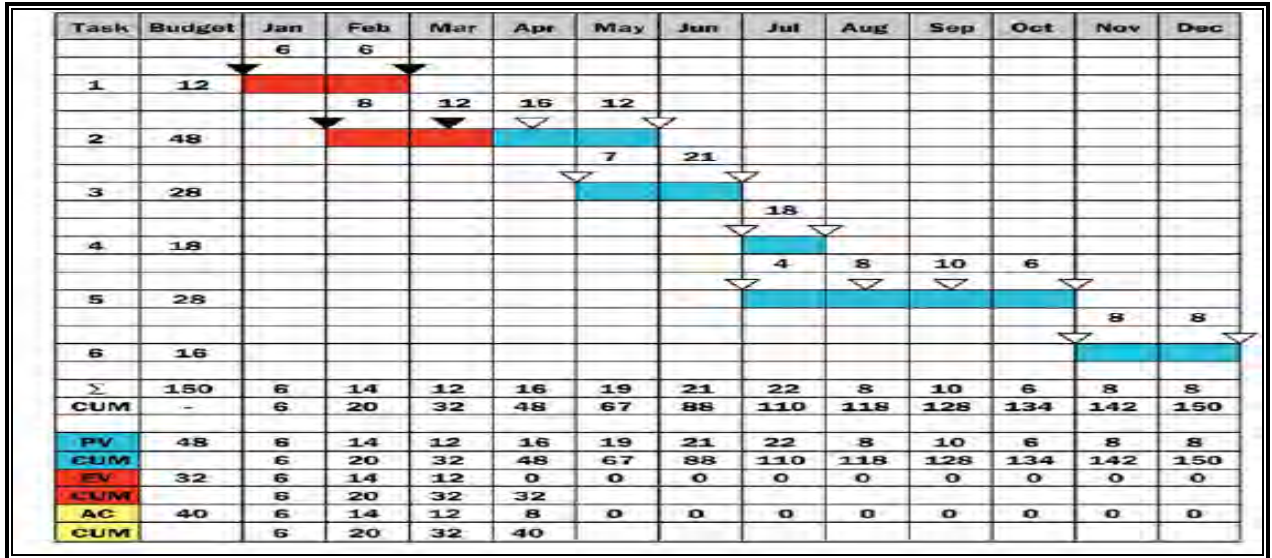 Task Budget Jan Feb Mar Apr May Jun Jul Aug Sep Oct Nov Dec
6 6
1 12
8 12 16 12
2 48
7 21
3 28
18
4 18
4 8 10 6
5 28
8 8
6 16
Σ 150 6 14 12 16 19 21 22 8 10 6 8 8
CUM - 6 20 32 48 67 88 110 118 128 134 142 150
PV 48 6 14 12 16 19 21 22 8 10 6 8 8
CUM 6 20 32 48 67 88 110 118 128 134 142 150
EV 32 6 14 12 0 0 0 0 0 0 0 0 0
CUM 6 20 32 32
AC 40 6 14 12 8 0 0 0 0 0 0 0 0
CUM 6 20 32 40